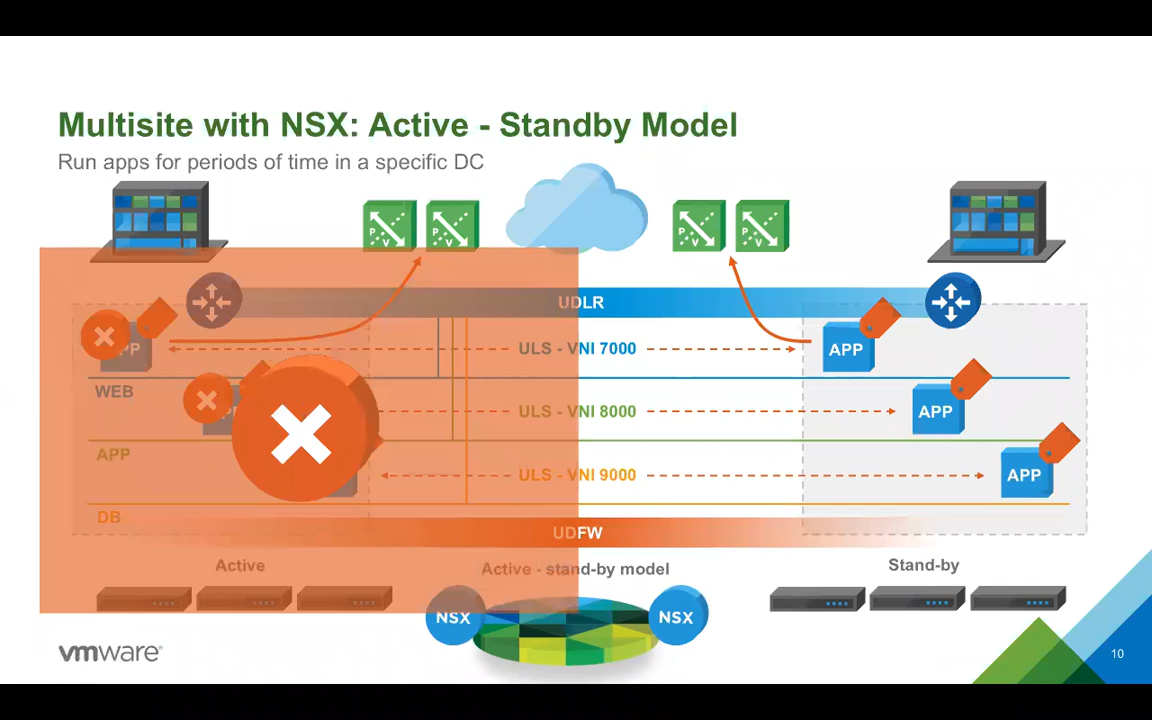 Multisite with NSX: Active - Standby Model
Run apps for periods of time in a specific DC
P V
P V
P V
P V
UDLR
APP
ULS - VNI 7000
APP
WEB
ULS - VNI 8000
APP
APP
ULS - VNI 9000
APP
DB
UDFW
Active
Active - stand-by model
Stand-by
NSX
NSX
vmware
10